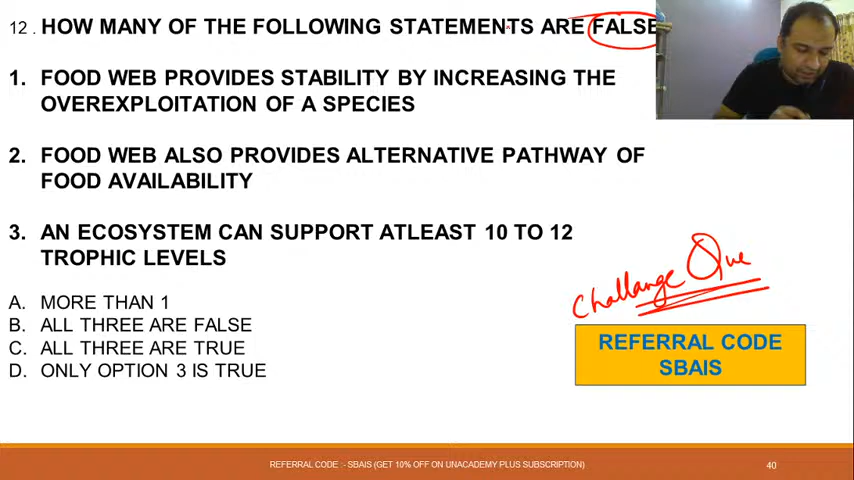 12 . HOW MANY OF THE FOLLOWING STATEMENTS ARE FALSE
1. FOOD WEB PROVIDES STABILITY BY INCREASING THE
OVEREXPLOITATION OF A SPECIES
2. FOOD WEB ALSO PROVIDES ALTERNATIVE PATHWAY OF
FOOD AVAILABILITY
3. AN ECOSYSTEM CAN SUPPORT ATLEAST 10 TO 12
TROPHIC LEVELS
Challange Que
A. MORE THAN 1
B. ALL THREE ARE FALSE
C. ALL THREE ARE TRUE
D. ONLY OPTION 3 IS TRUE
REFERRAL CODE
SBAIS
REFERRAL CODE :- SBAIS (GET 10% OFF ON UNACADEMY PLUS SUBSCRIPTION)
40